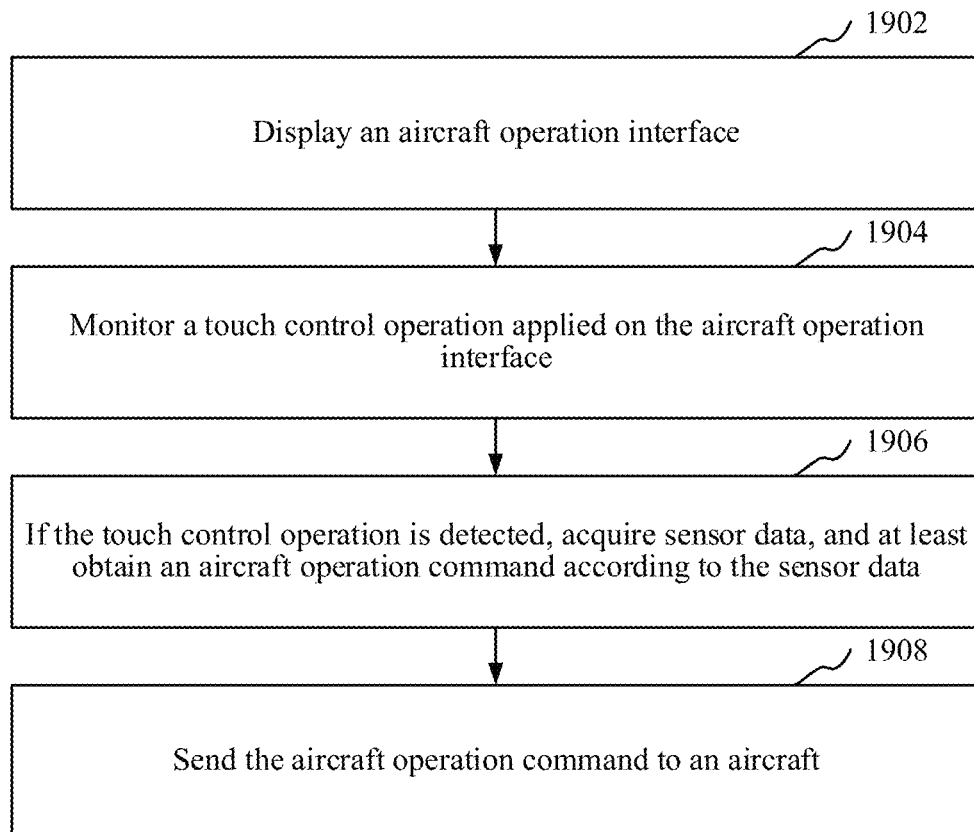 1902
Display an aircraft operation interface
1904
Monitor a touch control operation applied on the aircraft operation
interface
1906
If the touch control operation is detected, acquire sensor data, and at least
obtain an aircraft operation command according to the sensor data
1908
Send the aircraft operation command to an aircraft